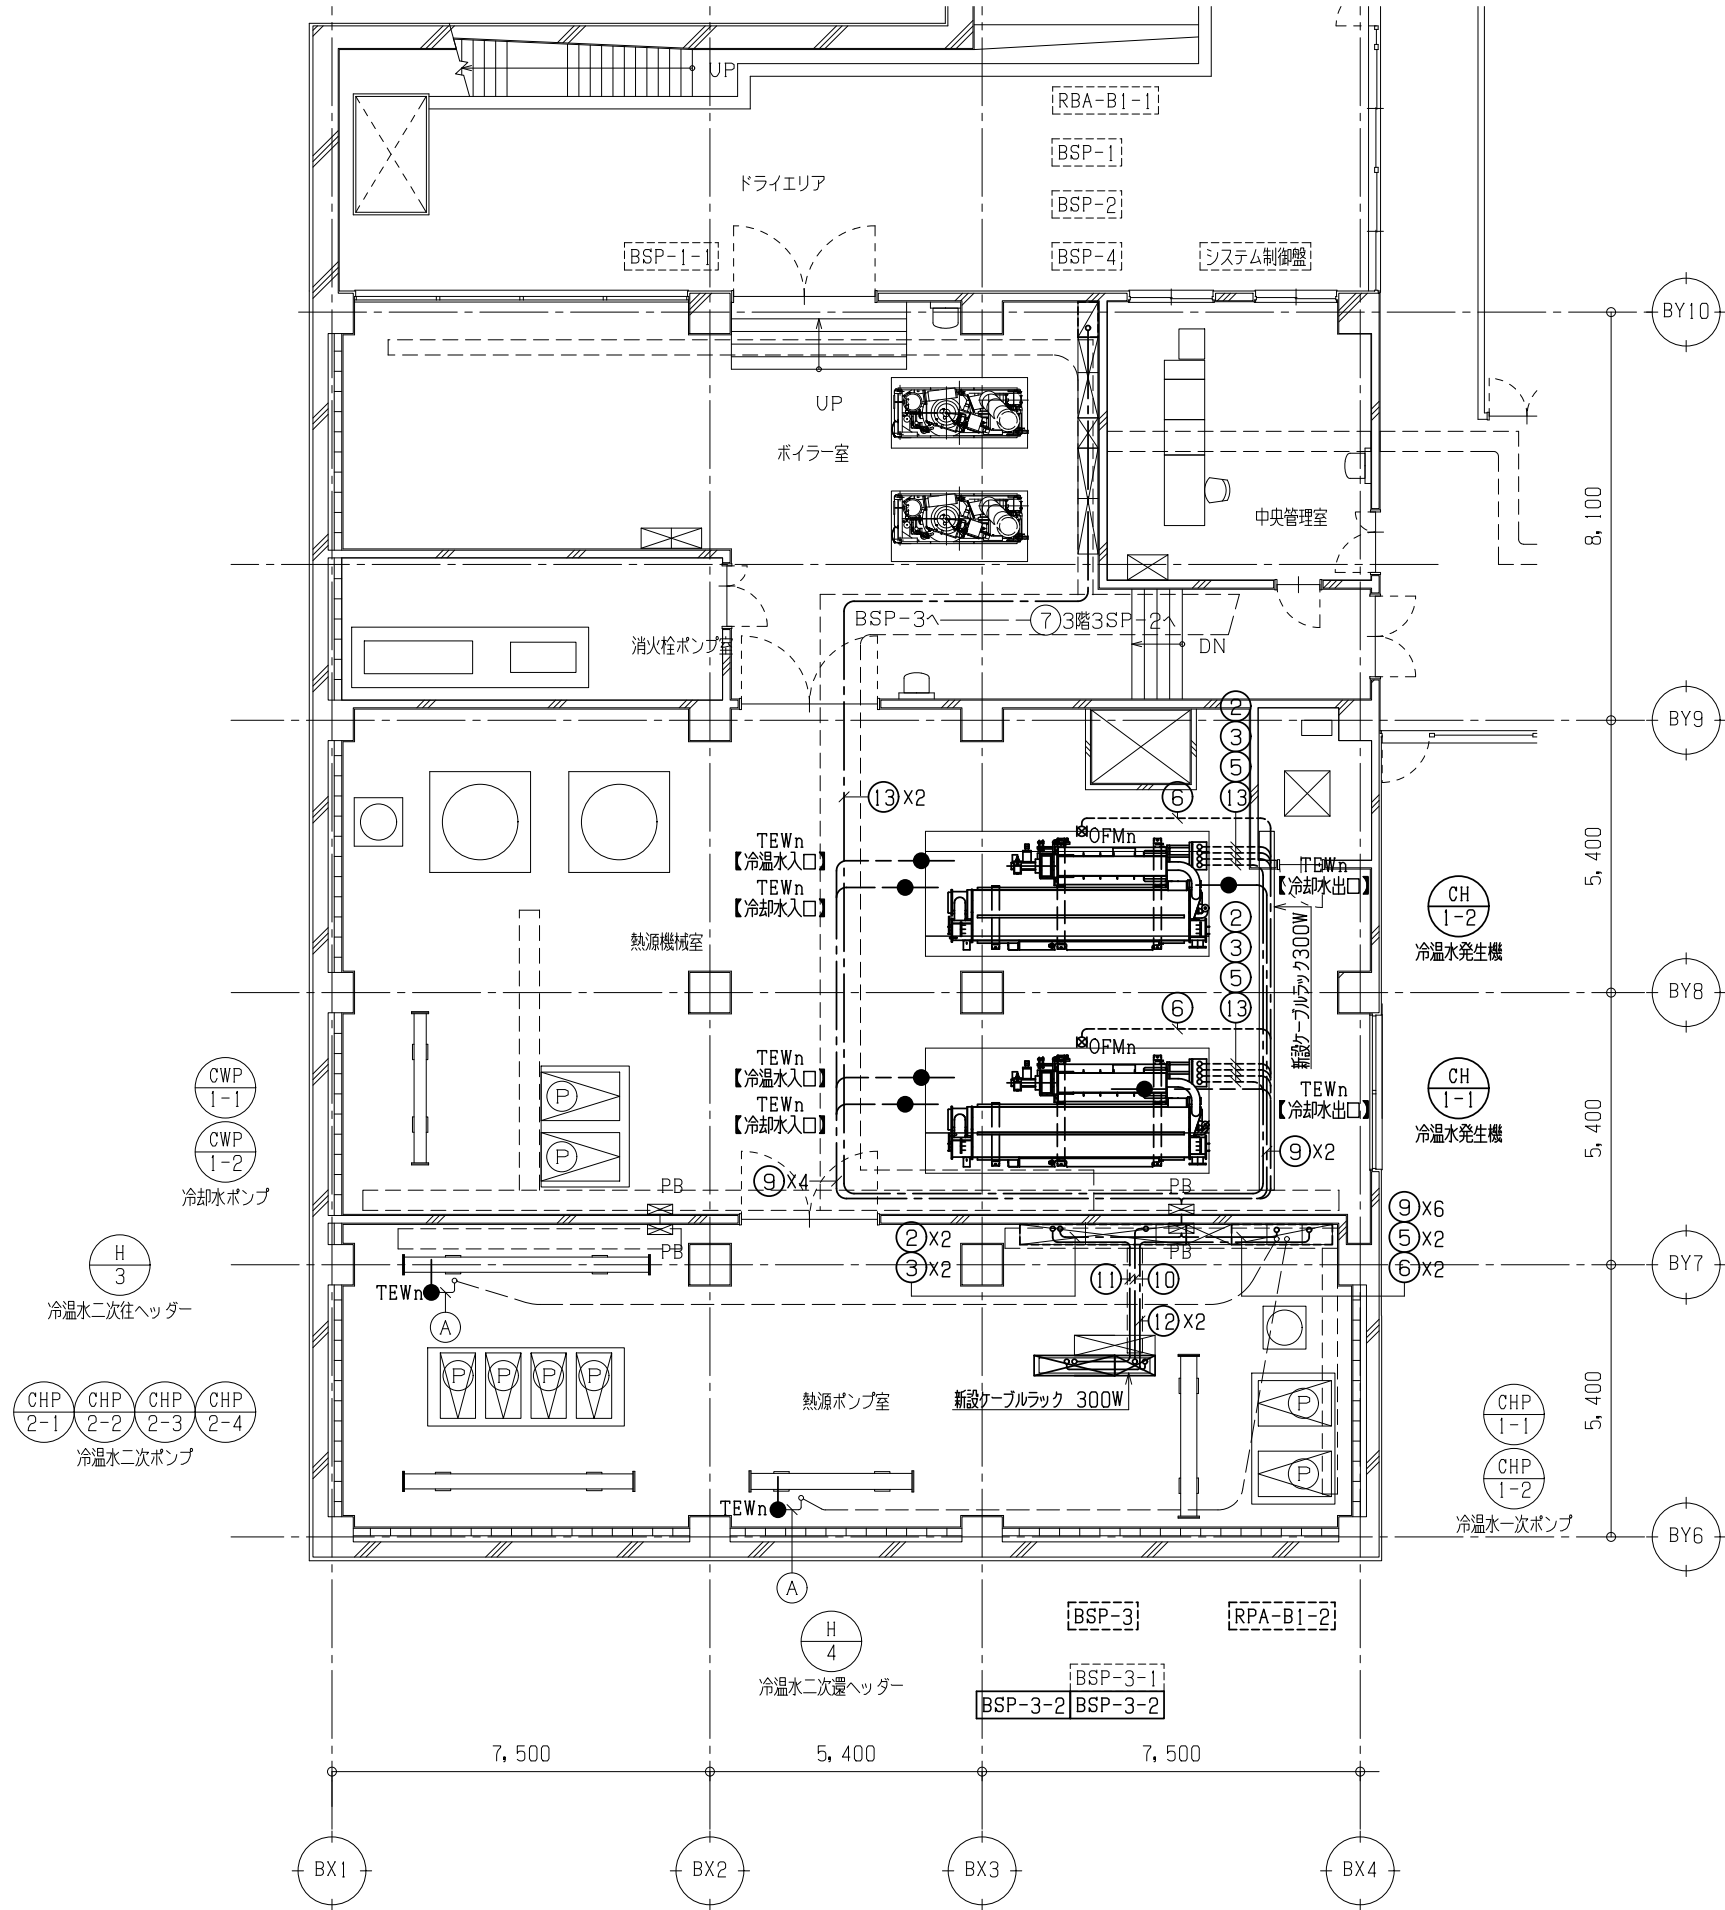 UP
RBA-B1-1
BSP-1
ドライエリア
BSP-2
BSP-1-1
BSP-4
システム制御盤
BY10
UP
ボイラー室
中央管理室
8,100
BSP-3へ
⑦
3階3SP-2へ
消火栓ポンプ室
DN
②
BY9
③
⑤
⑬X2
⑥
⑬
OFMn
TEWn
【冷温水入口】
TEWn
【冷却水入口】
TEWn
【冷却水出口】
5,400
CH
1-2
冷温水発生機
②
③
⑤
⑬
新設ケーブルラック300W
熱源機械室
BY8
⑥
OFMn
TEWn
【冷温水入口】
TEWn
【冷却水入口】
TEWn
【冷却水出口】
CWP
1-1
CWP
1-2
冷却水ポンプ
P
P
CH
1-1
冷温水発生機
5,400
⑨X2
⑨X4
PB
PB
PB
PB
②X2
③X2
⑨X6
⑤X2
⑥X2
H
3
冷温水二次往ヘッダー
BY7
TEWn
A
⑪
⑩
⑫X2
P
P
P
P
CHP
2-1
CHP
2-2
CHP
2-3
CHP
2-4
冷温水二次ポンプ
熱源ポンプ室
新設ケーブルラック 300W
P
P
5,400
CHP
1-1
CHP
1-2
冷温水一次ポンプ
TEWn
A
BY6
H
4
冷温水二次還ヘッダー
BSP-3
RPA-B1-2
BSP-3-1
BSP-3-2
BSP-3-2
7,500
5,400
7,500
BX1
BX2
BX3
BX4